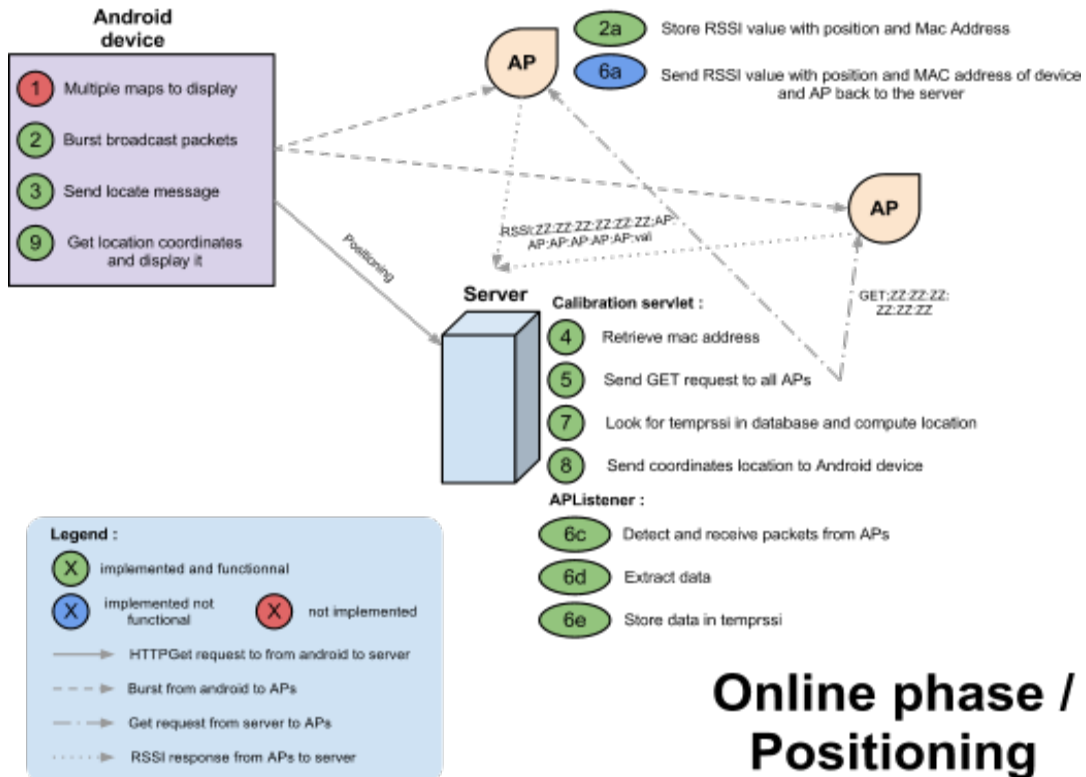 Android
device
1 Multiple maps to display
2 Burst broadcast packets
3 Send locate message
9 Get location coordinates
and display it
AP
2a Store RSSI value with position and Mac Address
6a Send RSSI value with position and MAC address of device
and AP back to the server
AP
RSSI;ZZ:ZZ:ZZ:ZZ:ZZ:ZZ;AP:
AP:AP:AP:AP:AP;val
GET;ZZ:ZZ:ZZ:
ZZ:ZZ:ZZ
Positioning
Server
Calibration servlet :
4 Retrieve mac address
5 Send GET request to all APs
7 Look for temprssi in database and compute location
8 Send coordinates location to Android device
APListener :
6c Detect and receive packets from APs
6d Extract data
6e Store data in temprssi
Legend :
X implemented and functionnal
X implemented not
functional
X not implemented
HTTPGet request to from android to server
Burst from android to APs
Get request from server to APs
RSSI response from APs to server
Online phase /
Positioning